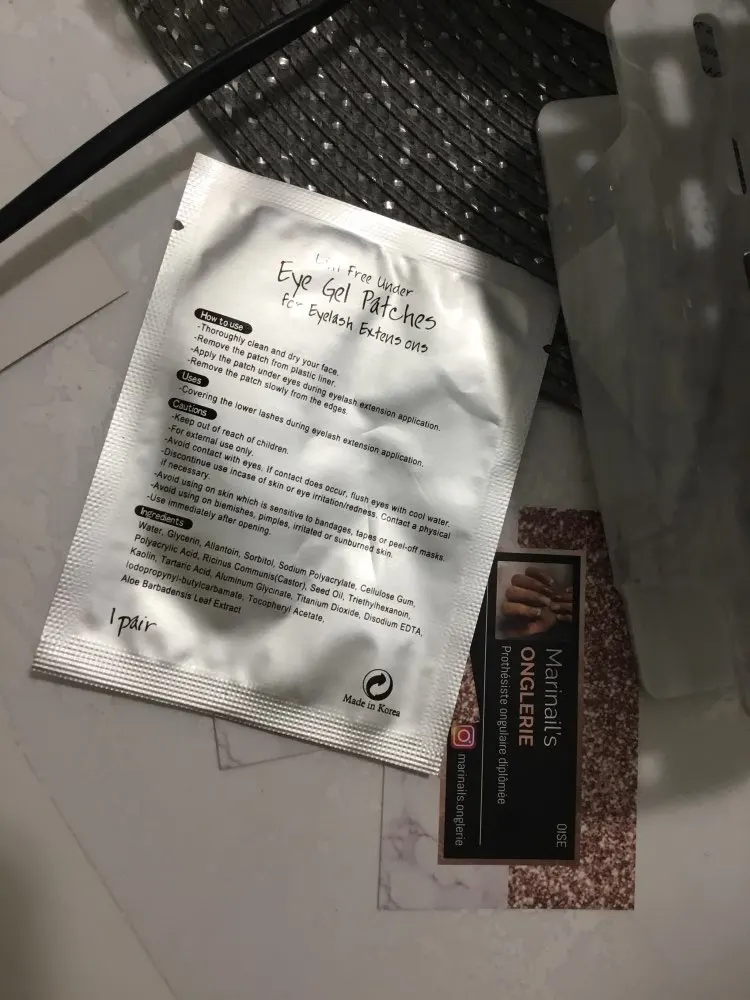 Free Under
Eye Gel Patches
for Eyelash Extensions
How to use
-Thoroughly clean and dry your face.
-Remove the patch from plastic liner.
-Apply the patch under eyes during eyelash extension application.
-Remove the patch slowly from the edges.
Uses
-Covering the lower lashes during eyelash extension application.
Cautions
-Keep out of reach of children.
-For external use only.
-Avoid contact with eyes. If contact does occur, flush eyes with cool water.
-Discontinue use incase of skin or eye irritation/redness. Contact a physical
if necessary.
-Avoid using on skin which is sensitive to bandages, tapes or peel-off masks.
-Avoid using on blemishes, pimples, irritated or sunburned skin.
-Use immediately after opening.
Ingredients
Water, Glycerin, Allantoin, Sorbitol, Sodium Polyacrylate, Cellulose Gum,
Polyacrylic Acid, Ricinus Communis(Castor), Seed Oil, Triethylhexanoin,
Kaolin, Tartaric Acid, Aluminum Glycinate, Titanium Dioxide, Disodium EDTA,
Iodopropynyl-butylcarbamate, Tocopheryl Acetate,
Aloe Barbadensis Leaf Extract
1 pair
Made in Korea
Marinail's
ONGLERIE
Prothésiste ongulaire diplômée
OISE
marinails.onglerie